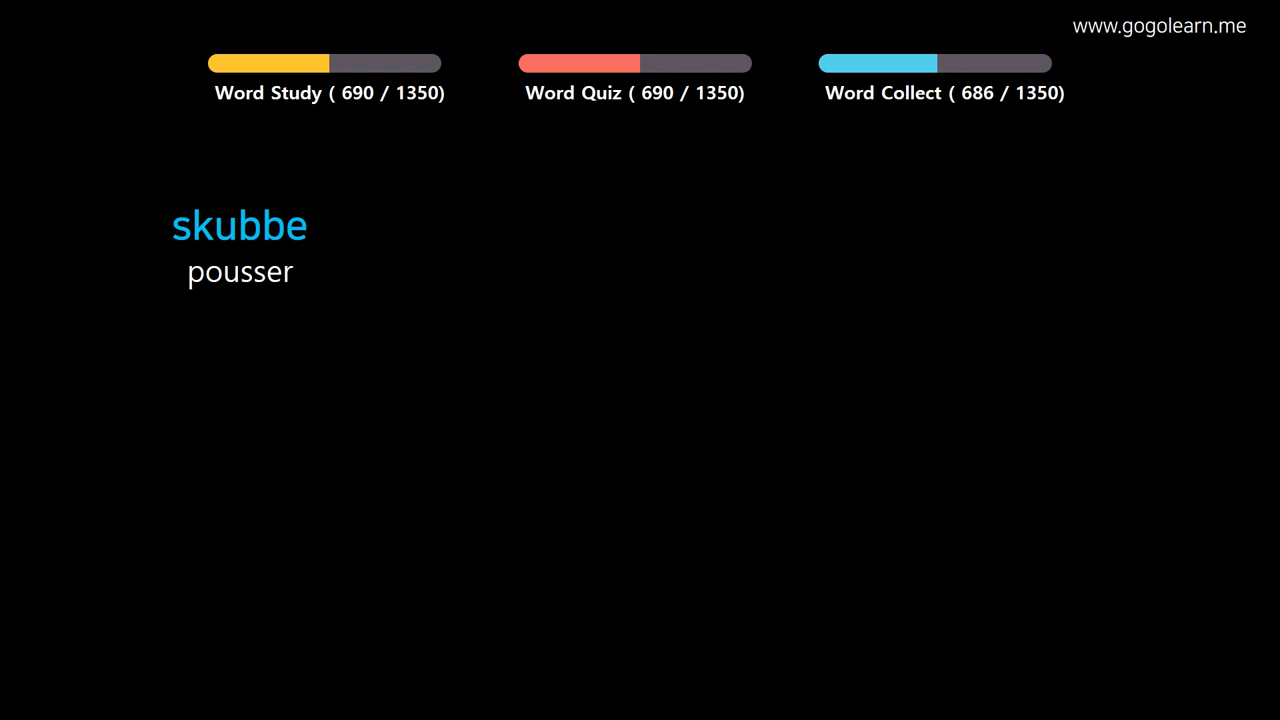 www.gogolearn.me
Word Study ( 690 / 1350)
Word Quiz ( 690 / 1350)
Word Collect ( 686 / 1350)
skubbe
pousser